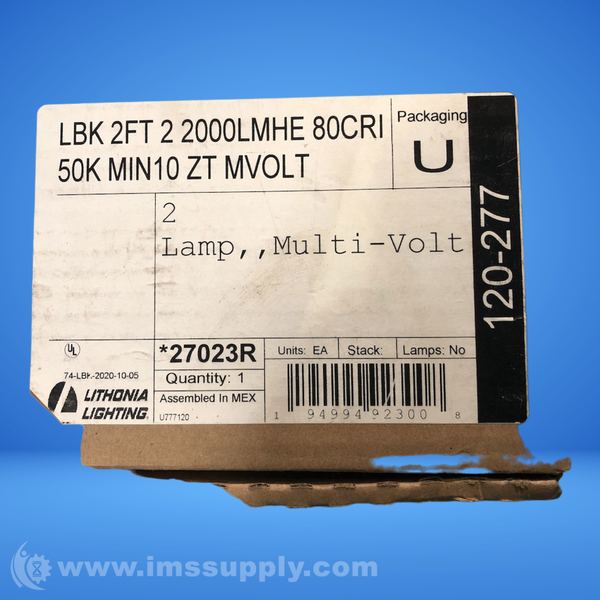 LBK 2FT 2 2000LMHE 80CRI
50K MIN10 ZT MVOLT
Packaging
U
2
Lamp,,Multi-Volt
120-277
UL
74-LBK-2020-10-05
LITHONIA
LIGHTING
*27023R
Quantity: 1
Assembled In MEX
U777120
Units: EA
Stack:
Lamps: No
1 94994 92300 8
www.imssupply.com